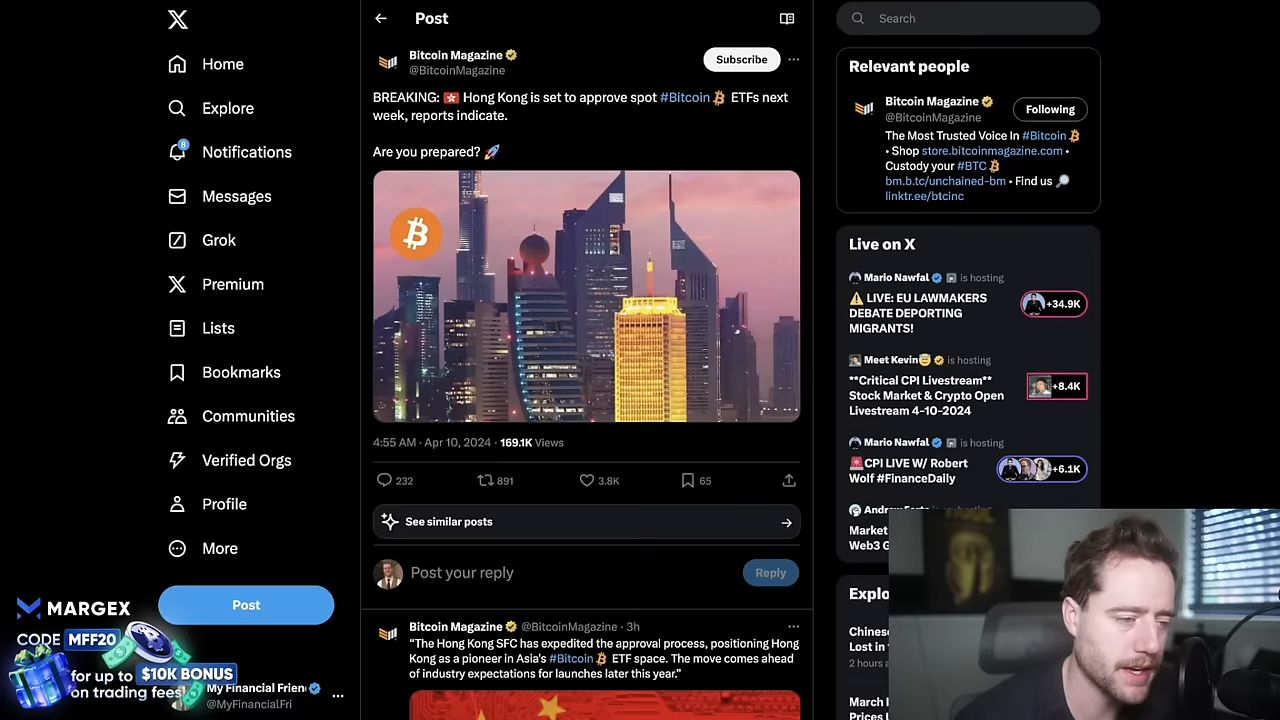 Home
Explore
8
Notifications
Messages
Grok
Premium
Lists
Bookmarks
Communities
Verified Orgs
Profile
More
Post
MARGEX
CODE MFF20
for up to $10K BONUS
on trading fees!
My Financial Frien
@MyFinancialFri
Post
Bitcoin Magazine
@BitcoinMagazine
Subscribe
BREAKING: 🇭🇰 Hong Kong is set to approve spot #Bitcoin ETFs next
week, reports indicate.
Are you prepared? 🚀
4:55 AM · Apr 10, 2024 · 169.1K Views
232 891 3.8K 65
See similar posts
Post your reply
Reply
Bitcoin Magazine @BitcoinMagazine · 3h
“The Hong Kong SFC has expedited the approval process, positioning Hong
Kong as a pioneer in Asia's #Bitcoin ETF space. The move comes ahead
of industry expectations for launches later this year.”
Search
Relevant people
Bitcoin Magazine
@BitcoinMagazine
Following
The Most Trusted Voice In #Bitcoin
• Shop store.bitcoinmagazine.com •
Custody your #BTC
bm.b.tc/unchained-bm • Find us 🔎
linktr.ee/btcinc
Live on X
Mario Nawfal is hosting
⚠️ LIVE: EU LAWMAKERS
DEBATE DEPORTING
MIGRANTS!
+34.9K
Meet Kevin😇 is hosting
**Critical CPI Livestream**
Stock Market & Crypto Open
Livestream 4-10-2024
+8.4K
Mario Nawfal is hosting
🚨CPI LIVE W/ Robert
Wolf #FinanceDaily
+6.1K
Market
Web3
Explo
Chinese
Lost in
2 hours a
March
Prices